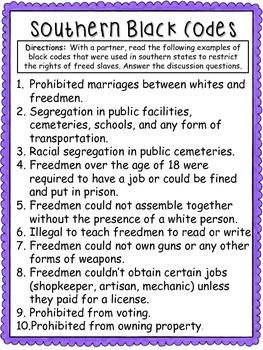 Southern Black Codes
Directions: With a partner, read the following examples of
black codes that were used in southern states to restrict
the rights of freed slaves. Answer the discussion questions.
1. Prohibited marriages between whites and
freedmen.
2. Segregation in public facilities,
cemeteries, schools, and any form of
transportation.
3. Racial segregation in public cemeteries.
4. Freedmen over the age of 18 were
required to have a job or could be fined
and put in prison.
5. Freedmen could not assemble together
without the presence of a white person.
6. Illegal to teach freedmen to read or write
7. Freedmen could not own guns or any other
forms of weapons.
8. Freedmen couldn't obtain certain jobs
(shopkeeper, artisan, mechanic) unless
they paid for a license.
9. Prohibited from voting.
10.Prohibited from owning property.